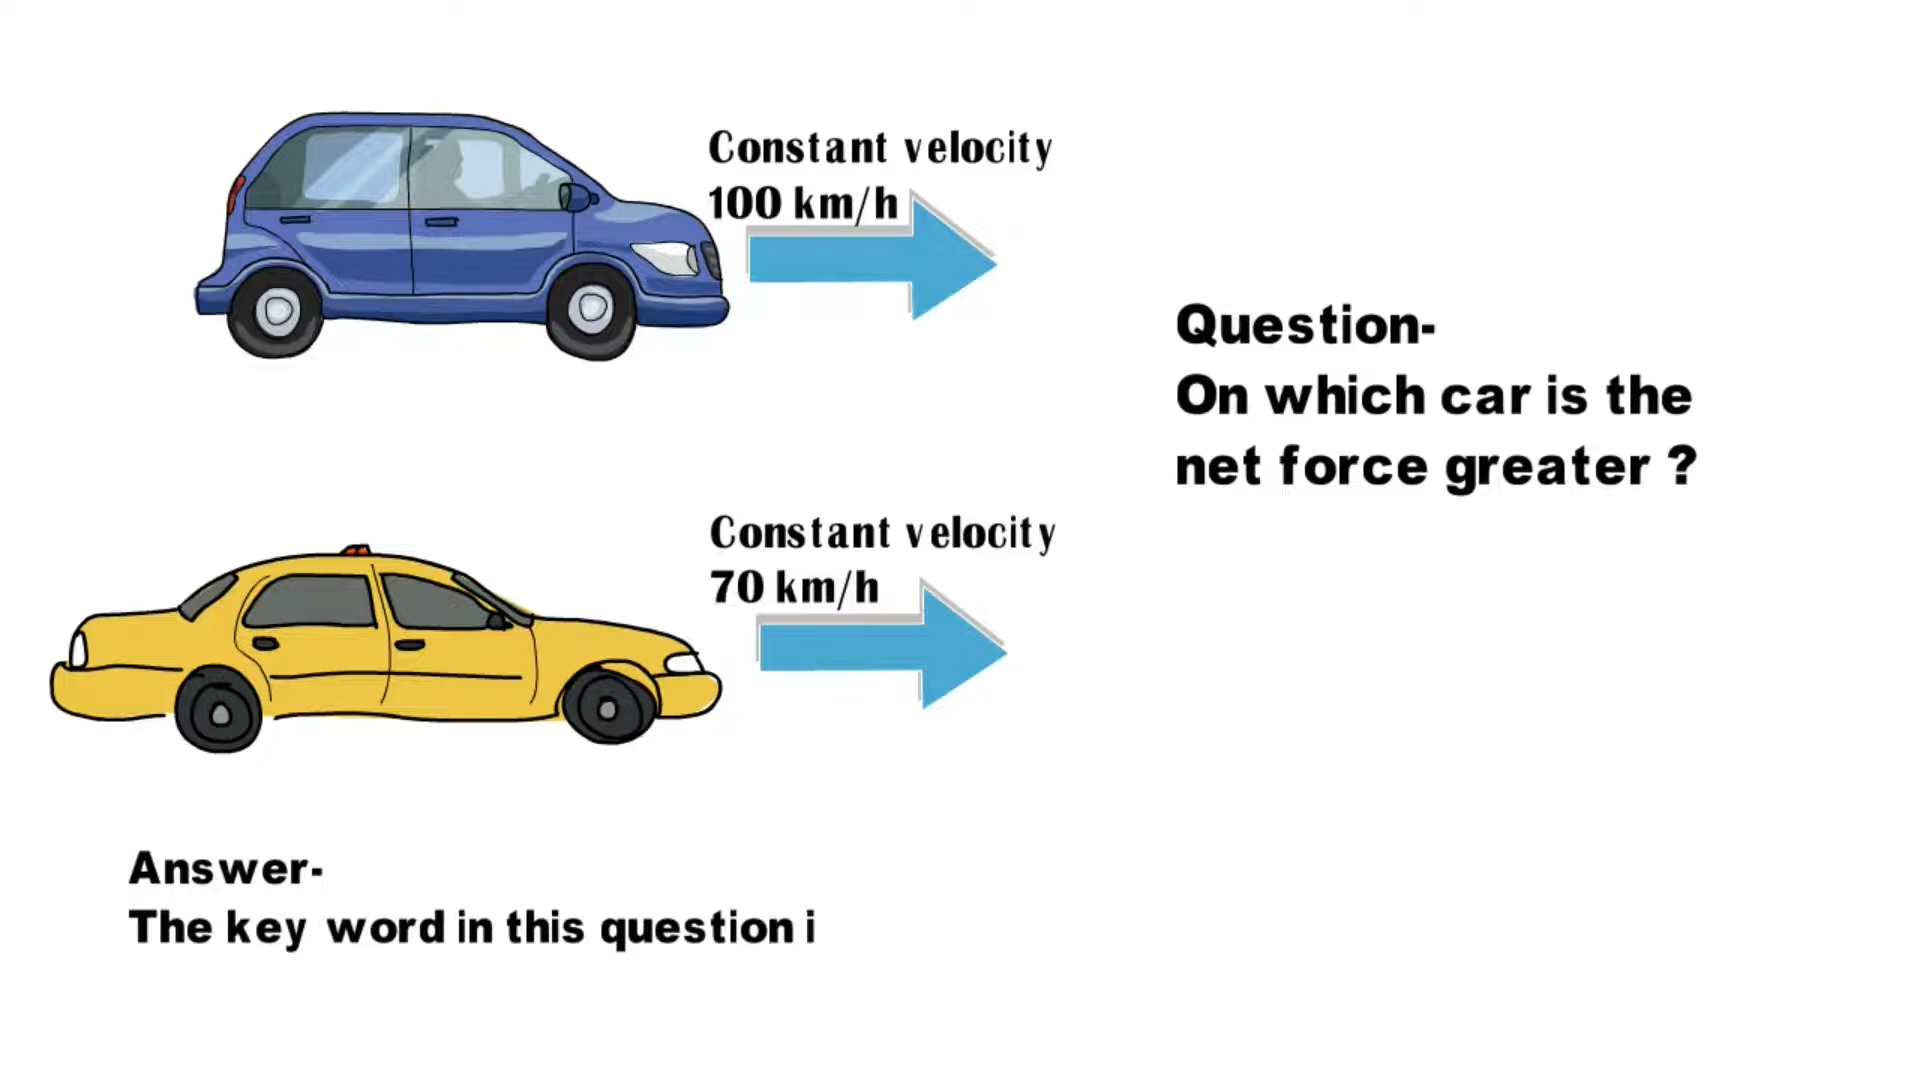 Constant velocity
100 km/h
Question-
On which car is the
net force greater ?
Constant velocity
70 km/h
Answer-
The key word in this question i